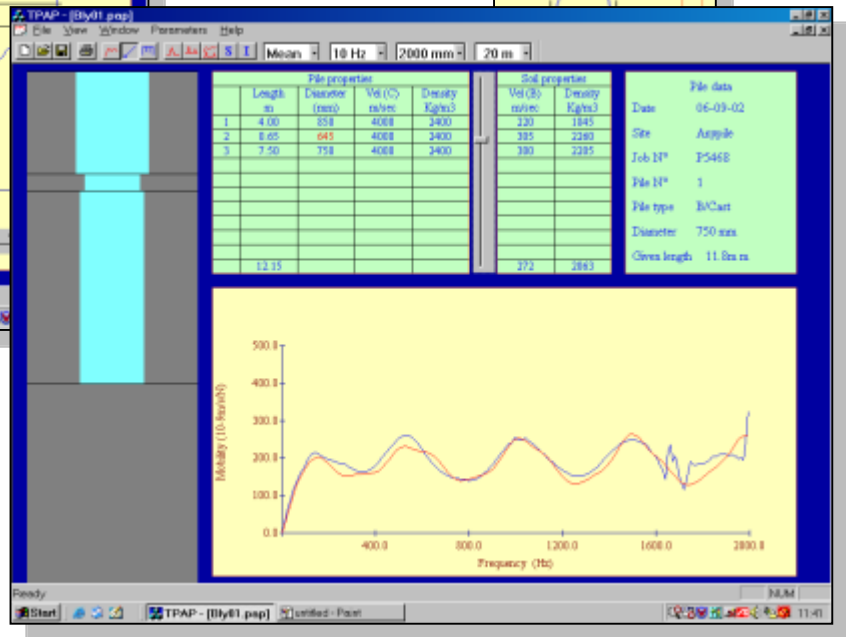 TPAP - [Bly01.pap]
File View Window Parameters Help
S I Mean 10 Hz 2000 mm 20 m
Pile properties
Length Diameter Vel (C) Density
m (mm) m/sec Kg/m3
1 4.00 850 4000 2400
2 0.65 645 4000 2400
3 7.50 750 4000 2400
12.15
Soil properties
Vel (B) Density
m/sec Kg/m3
220 1845
305 2260
300 2205
272 2063
Pile data
Date 06-09-02
Site
Job Nº P5468
Pile Nº 1
Pile type B/Cast
Diameter 750 mm
Given length 11.8m m
500.0
400.0
300.0
200.0
100.0
0.0
Mobility (10-9m/s/N)
400.0 800.0 1200.0 1600.0 2000.0
Frequency (Hz)
Ready NUM
Start TPAP - [Bly01.pap] untitled - Paint 11:41